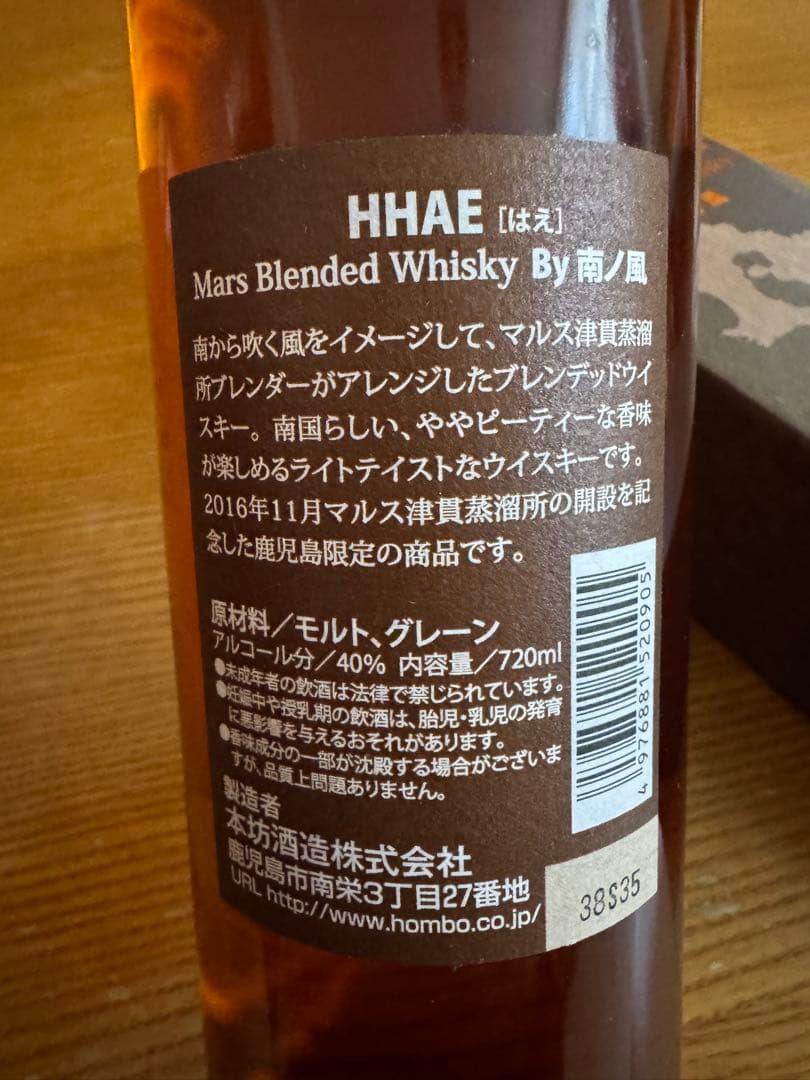 HHAE [はえ]
Mars Blended Whisky By 南ノ風
南から吹く風をイメージして、マルス津貫蒸溜
所ブレンダーがアレンジしたブレンデッドウイ
スキー。南国らしい、ややピーティーな香味
が楽しめるライトテイストなウイスキーです。
2016年11月マルス津貫蒸溜所の開設を記
念した鹿児島限定の商品です。
原材料／モルト、グレーン
アルコール分／40% 内容量／720ml
●未成年者の飲酒は法律で禁じられています。
●妊娠中や授乳期の飲酒は、胎児・乳児の発育
に悪影響を与えるおそれがあります。
●香味成分の一部が沈殿する場合がございま
すが、品質上問題ありません。
製造者
本坊酒造株式会社
鹿児島市南栄3丁目27番地
URL http://www.hombo.co.jp/
4 976881 520905
38S35